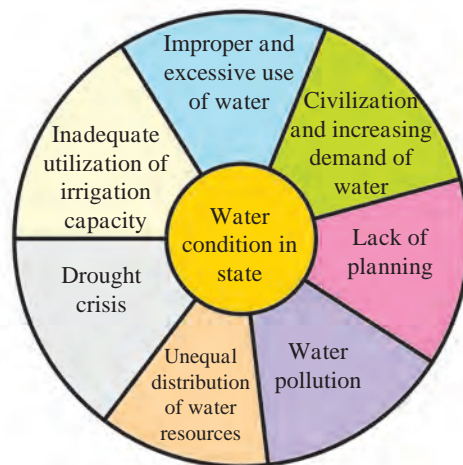 Improper and
excessive use
of water
Civilization
and increasing
demand of
water
Lack of
planning
Water
pollution
Unequal
distribution
of water
resources
Drought
crisis
Inadequate
utilization of
irrigation
capacity
Water
condition in
state